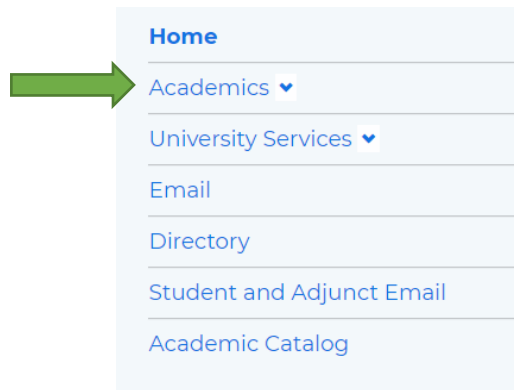 Home
Academics
University Services
Email
Directory
Student and Adjunct Email
Academic Catalog